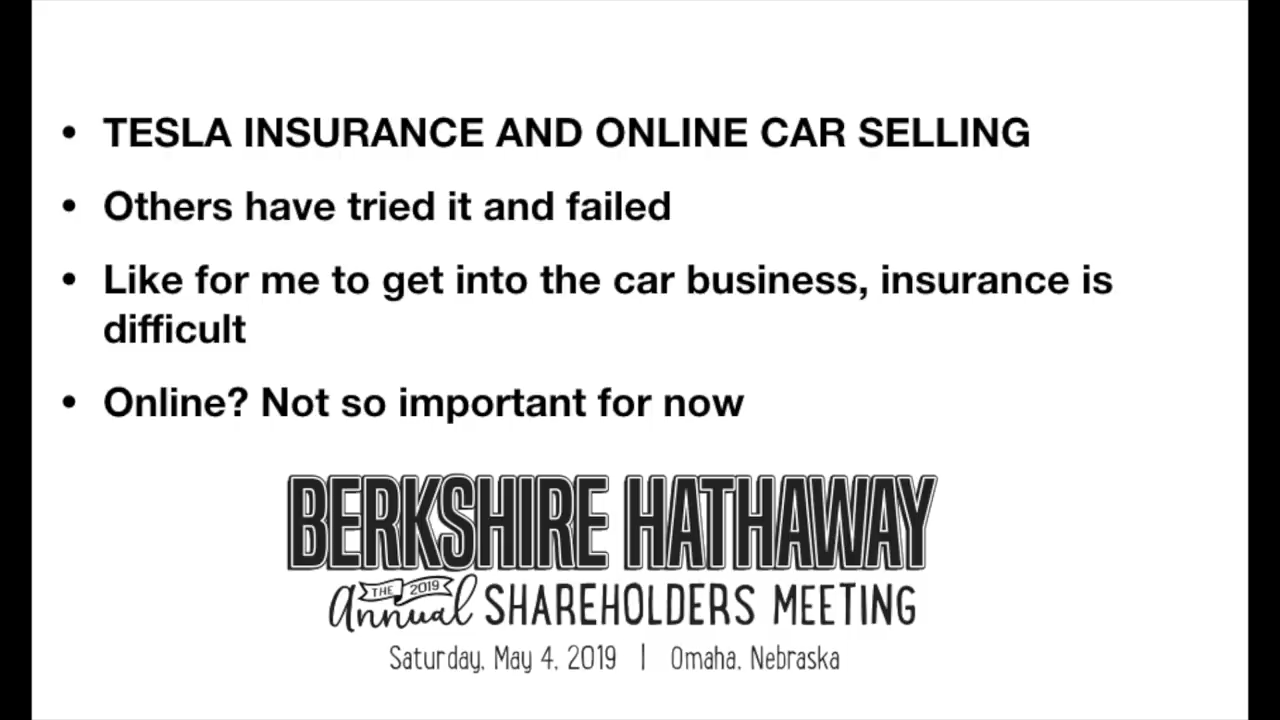 • TESLA INSURANCE AND ONLINE CAR SELLING
• Others have tried it and failed
• Like for me to get into the car business, insurance is
difficult
• Online? Not so important for now
BERKSHIRE HATHAWAY
THE 2019
Annual SHAREHOLDERS MEETING
Saturday, May 4, 2019 | Omaha, Nebraska